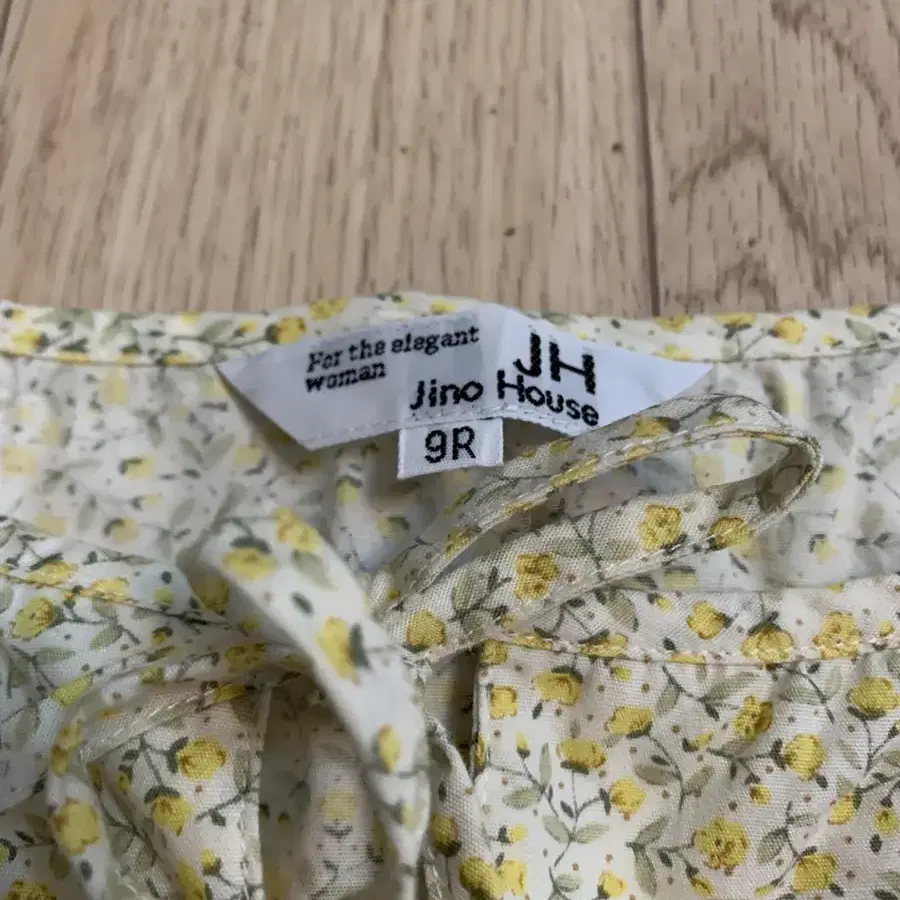 For the elegant
woman
JH
Jino House
9R